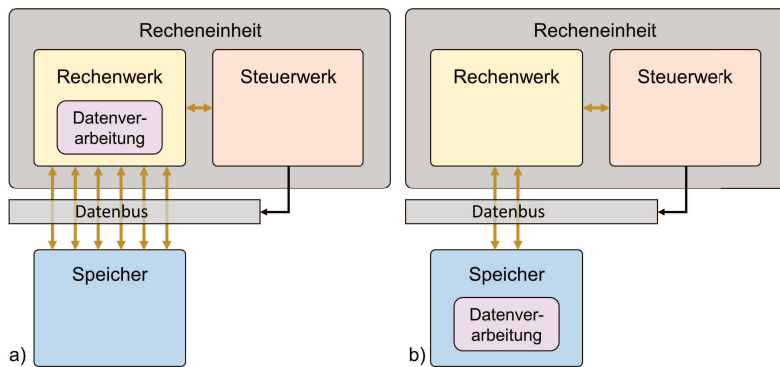 Recheneinheit
Rechenwerk
Steuerwerk
Datenver-
arbeitung
Datenbus
Speicher
a)
Recheneinheit
Rechenwerk
Steuerwerk
Datenbus
Speicher
Datenver-
arbeitung
b)